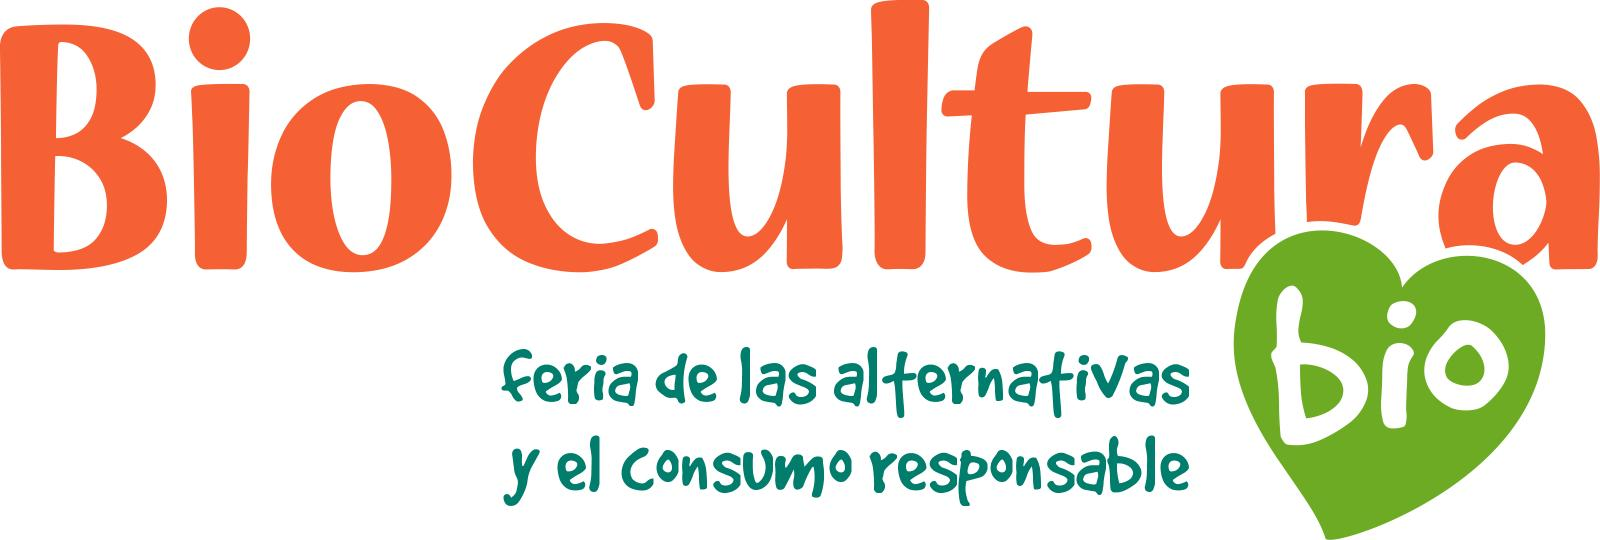 BioCultura
feria de las alternativas
y el consumo responsable
bio